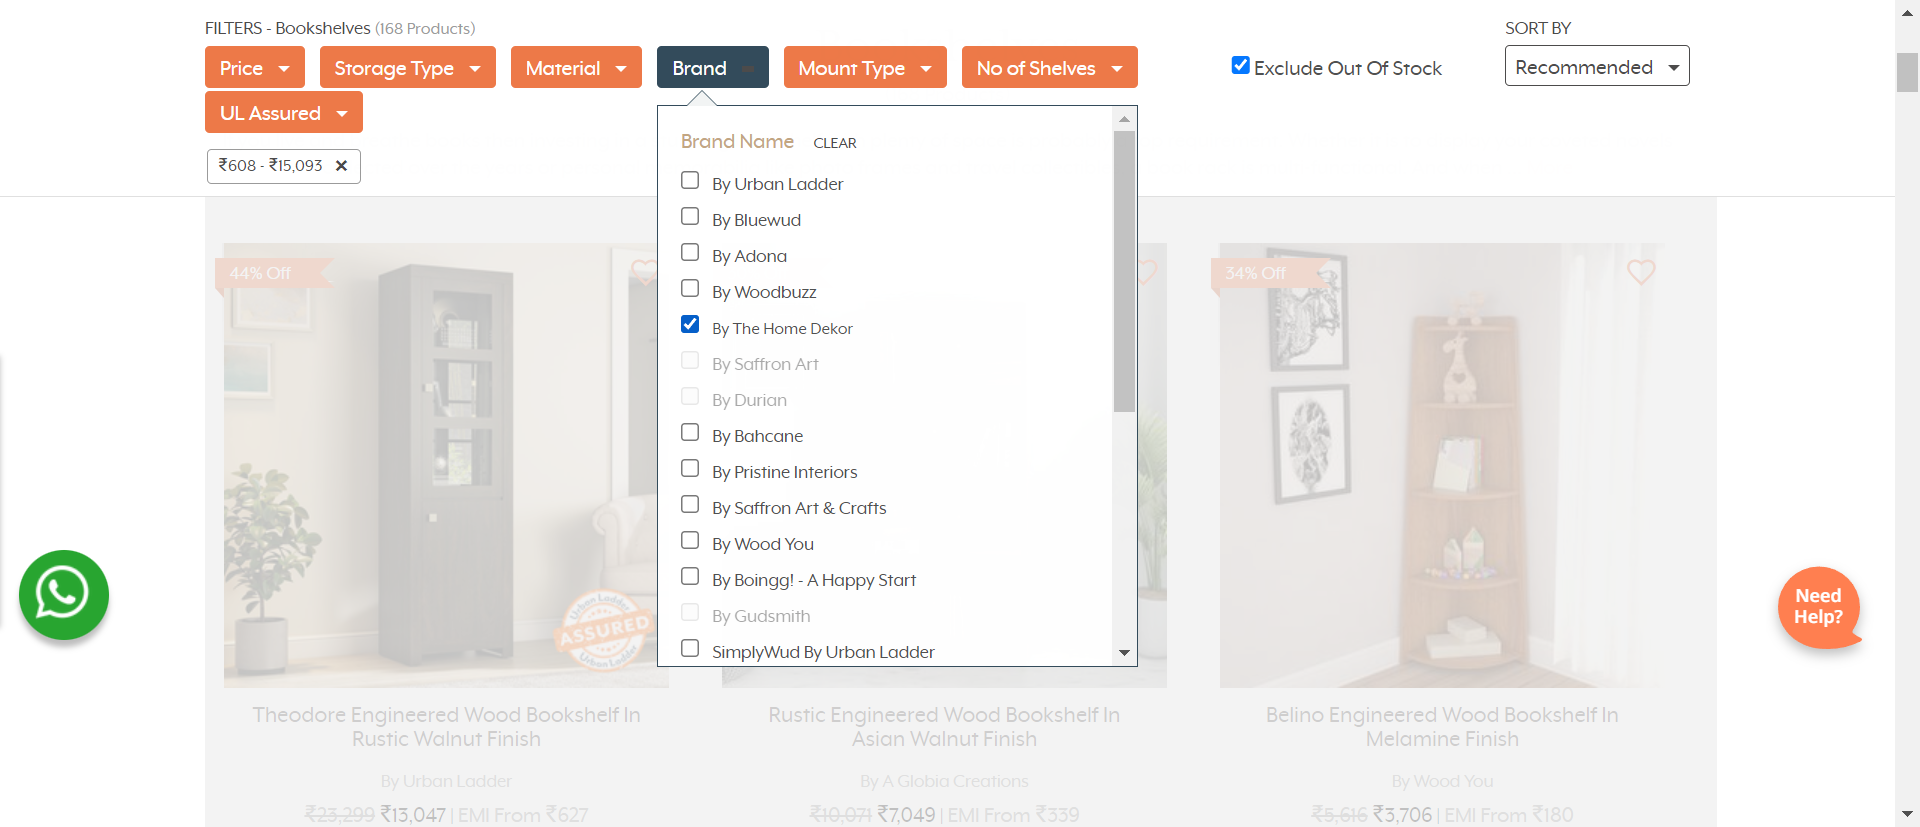 FILTERS - Bookshelves (168 Products)
SORT BY
Price
Storage Type
Material
Brand
Mount Type
No of Shelves
Exclude Out Of Stock
Recommended
UL Assured
₹608 - ₹15,093 ✕
Brand Name CLEAR
By Urban Ladder
By Bluewud
By Adona
By Woodbuzz
By The Home Dekor
By Saffron Art
By Durian
By Bahcane
By Pristine Interiors
By Saffron Art & Crafts
By Wood You
By Boingg! - A Happy Start
By Gudsmith
SimplyWud By Urban Ladder
44% Off
34% Off
Urban Ladder
ASSURED
Urban Ladder
Need
Help?
Theodore Engineered Wood Bookshelf In
Rustic Walnut Finish
By Urban Ladder
₹23,299 ₹13,047 | EMI From ₹627
Rustic Engineered Wood Bookshelf In
Asian Walnut Finish
By A Globia Creations
₹10,071 ₹7,049 | EMI From ₹339
Belino Engineered Wood Bookshelf In
Melamine Finish
By Wood You
₹5,616 ₹3,706 | EMI From ₹180